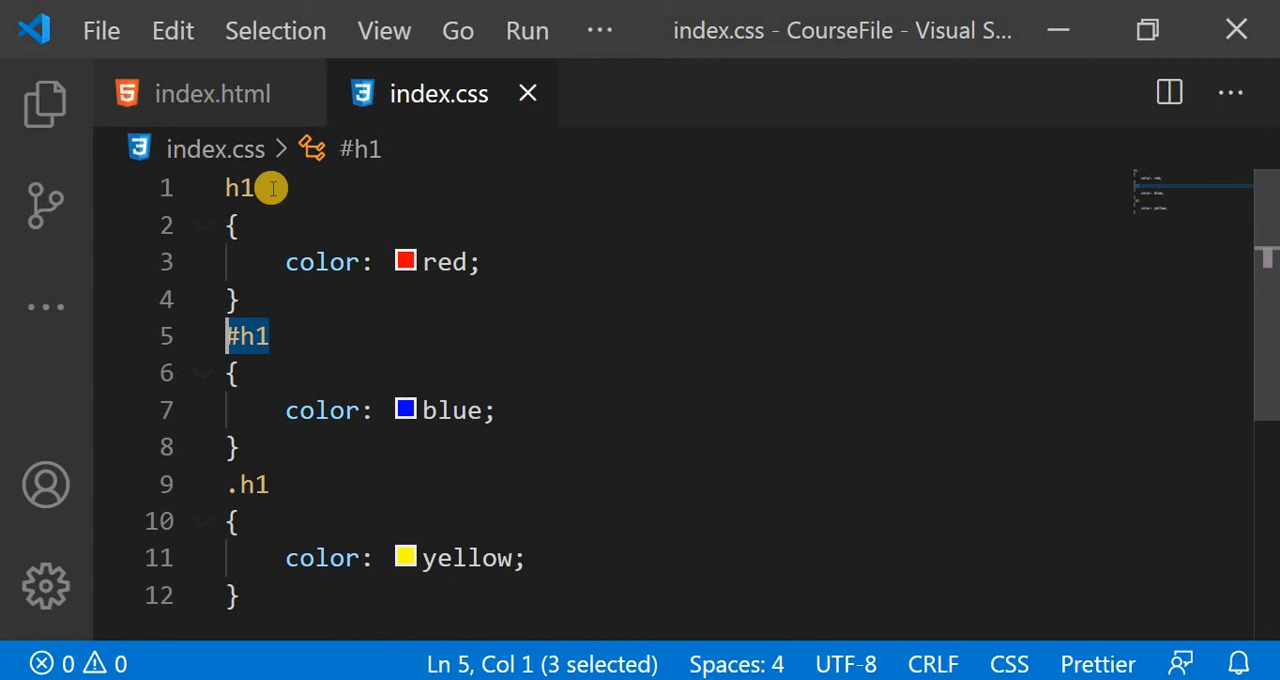 File Edit Selection View Go Run ··· index.css - CourseFile - Visual S...
index.html index.css
index.css > #h1
1 h1
2 {
3 color: red;
4 }
5 #h1
6 {
7 color: blue;
8 }
9 .h1
10 {
11 color: yellow;
12 }
0 0 Ln 5, Col 1 (3 selected) Spaces: 4 UTF-8 CRLF CSS Prettier